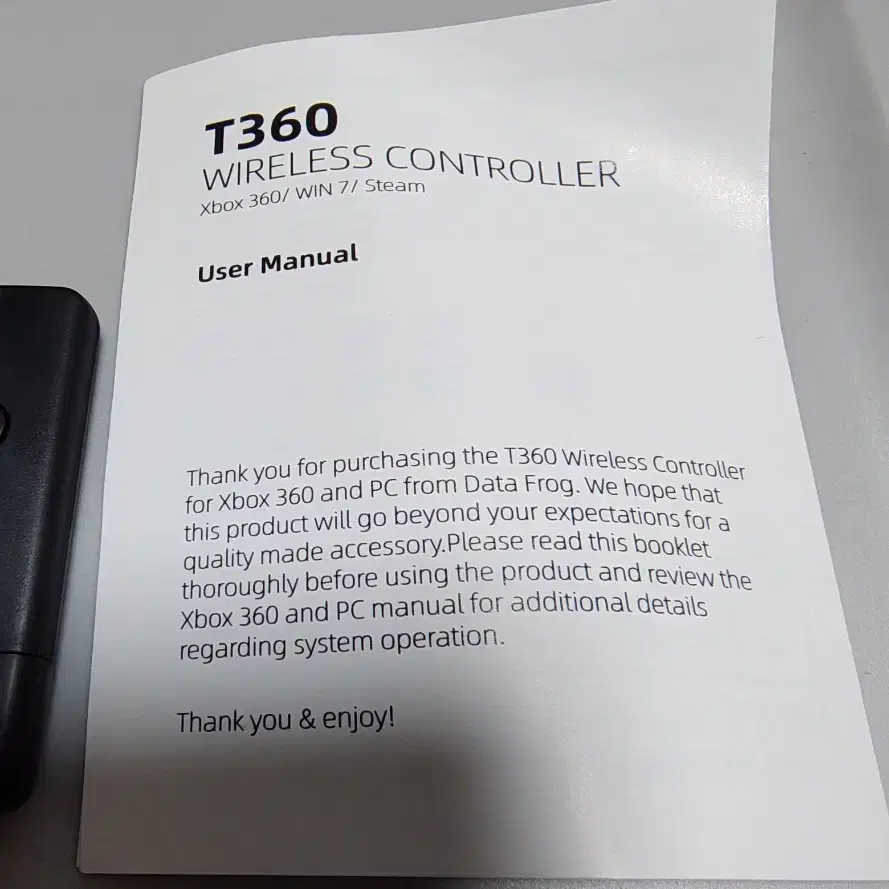 T360
WIRELESS CONTROLLER
Xbox 360/ WIN 7/ Steam
User Manual
Thank you for purchasing the T360 Wireless Controller
for Xbox 360 and PC from Data Frog. We hope that
this product will go beyond your expectations for a
quality made accessory.Please read this booklet
thoroughly before using the product and review the
Xbox 360 and PC manual for additional details
regarding system operation.
Thank you & enjoy!